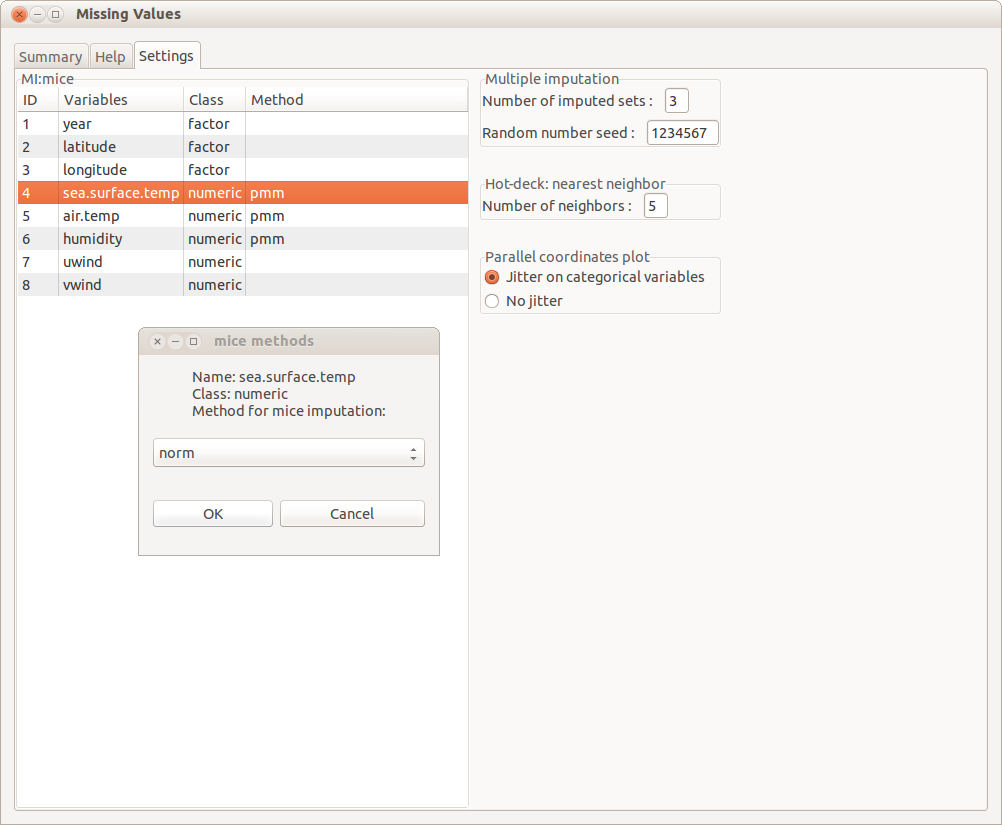 Missing Values
Summary Help Settings
MI:mice
ID Variables Class Method
1 year factor
2 latitude factor
3 longitude factor
4 sea.surface.temp numeric pmm
5 air.temp numeric pmm
6 humidity numeric pmm
7 uwind numeric
8 vwind numeric
mice methods
Name: sea.surface.temp
Class: numeric
Method for mice imputation:
norm
OK Cancel
Multiple imputation
Number of imputed sets : 3
Random number seed : 1234567
Hot-deck: nearest neighbor
Number of neighbors : 5
Parallel coordinates plot
Jitter on categorical variables
No jitter